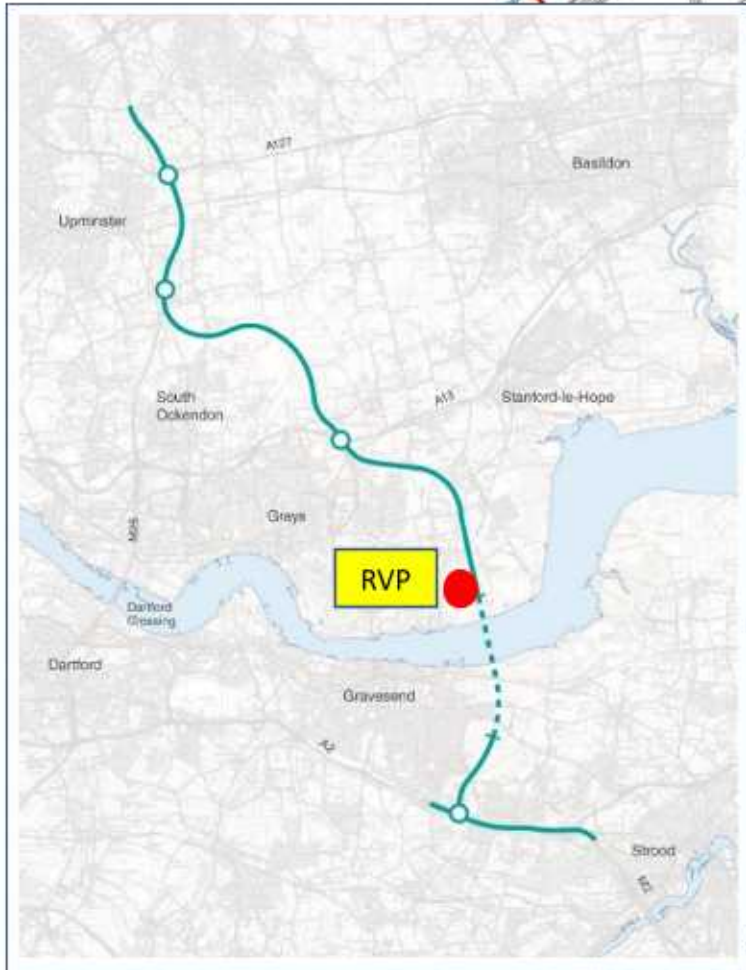 A127
Basildon
Upminster
South
Ockendon
A13
Stanford-le-Hope
Grays
M25
RVP
Dartford
Crossing
Dartford
Gravesend
A2
Strood
M2